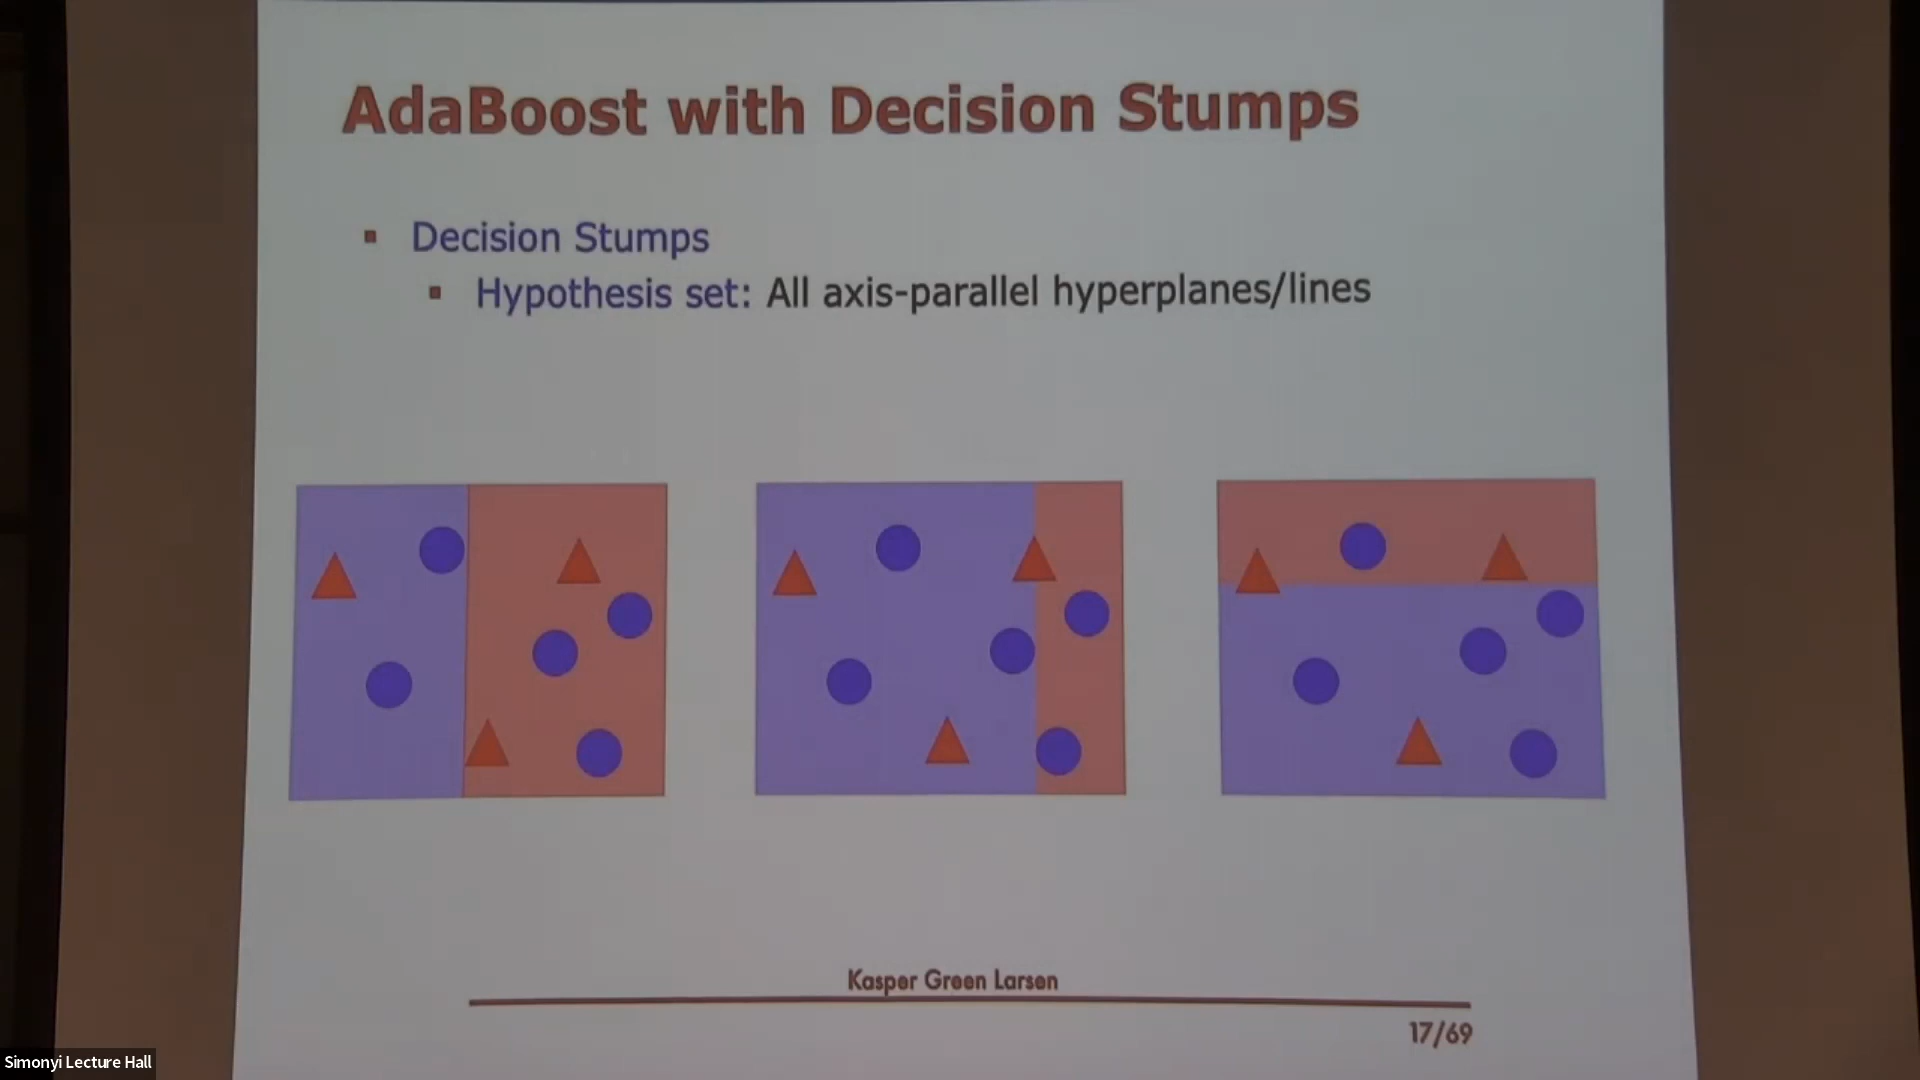 AdaBoost with Decision Stumps
Decision Stumps
Hypothesis set: All axis-parallel hyperplanes/lines
Kasper Green Larsen
17/69
Simonyi Lecture Hall